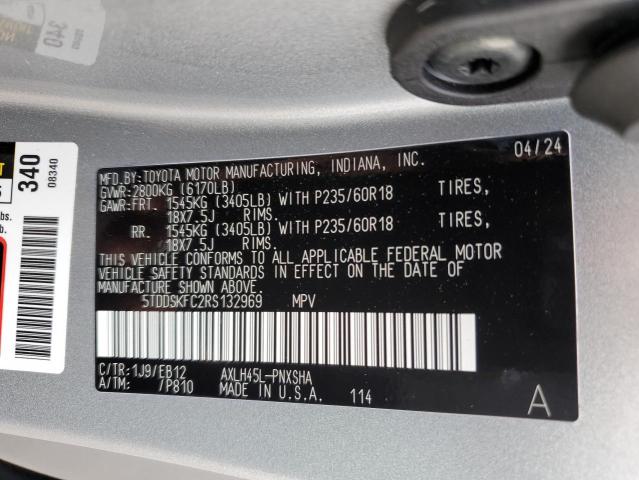 340
340
08340
04/24
MFD.BY:TOYOTA MOTOR MANUFACTURING, INDIANA, INC.
GVWR:2800KG (6170LB)
GAWR:FRT. 1545KG (3405LB) WITH P235/60R18 TIRES,
18X7.5J RIMS.
RR. 1545KG (3405LB) WITH P235/60R18 TIRES,
18X7.5J RIMS.
THIS VEHICLE CONFORMS TO ALL APPLICABLE FEDERAL MOTOR
VEHICLE SAFETY STANDARDS IN EFFECT ON THE DATE OF
MANUFACTURE SHOWN ABOVE.
5TDDSKFC2RS132969 MPV
C/TR:1J9/EB12 AXLH45L-PNXSHA
A/TM: /P810 MADE IN U.S.A. 114
A